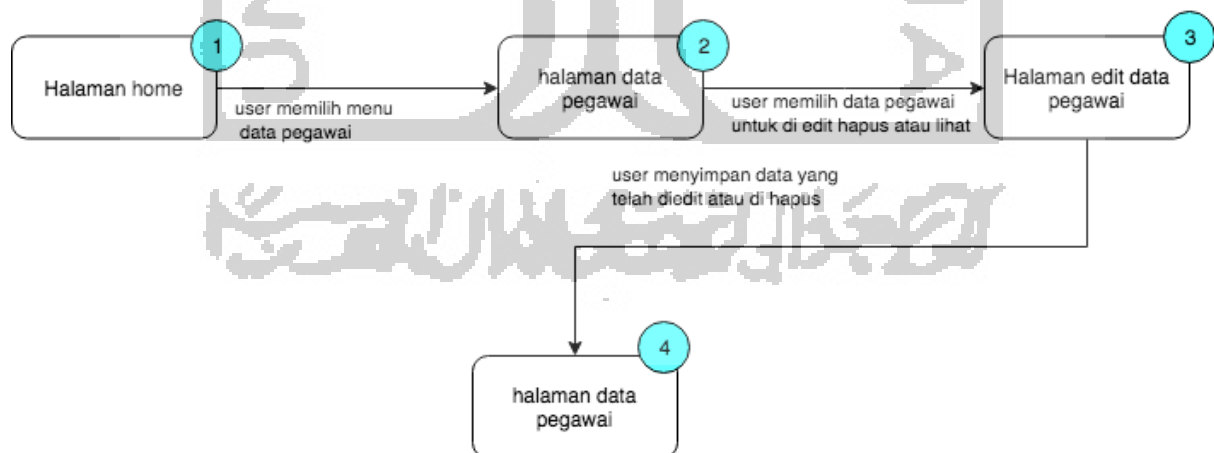 1
Halaman home
user memilih menu
data pegawai
2
halaman data
pegawai
user memilih data pegawai
untuk di edit hapus atau lihat
3
Halaman edit data
pegawai
user menyimpan data yang
telah diedit atau di hapus
4
halaman data
pegawai